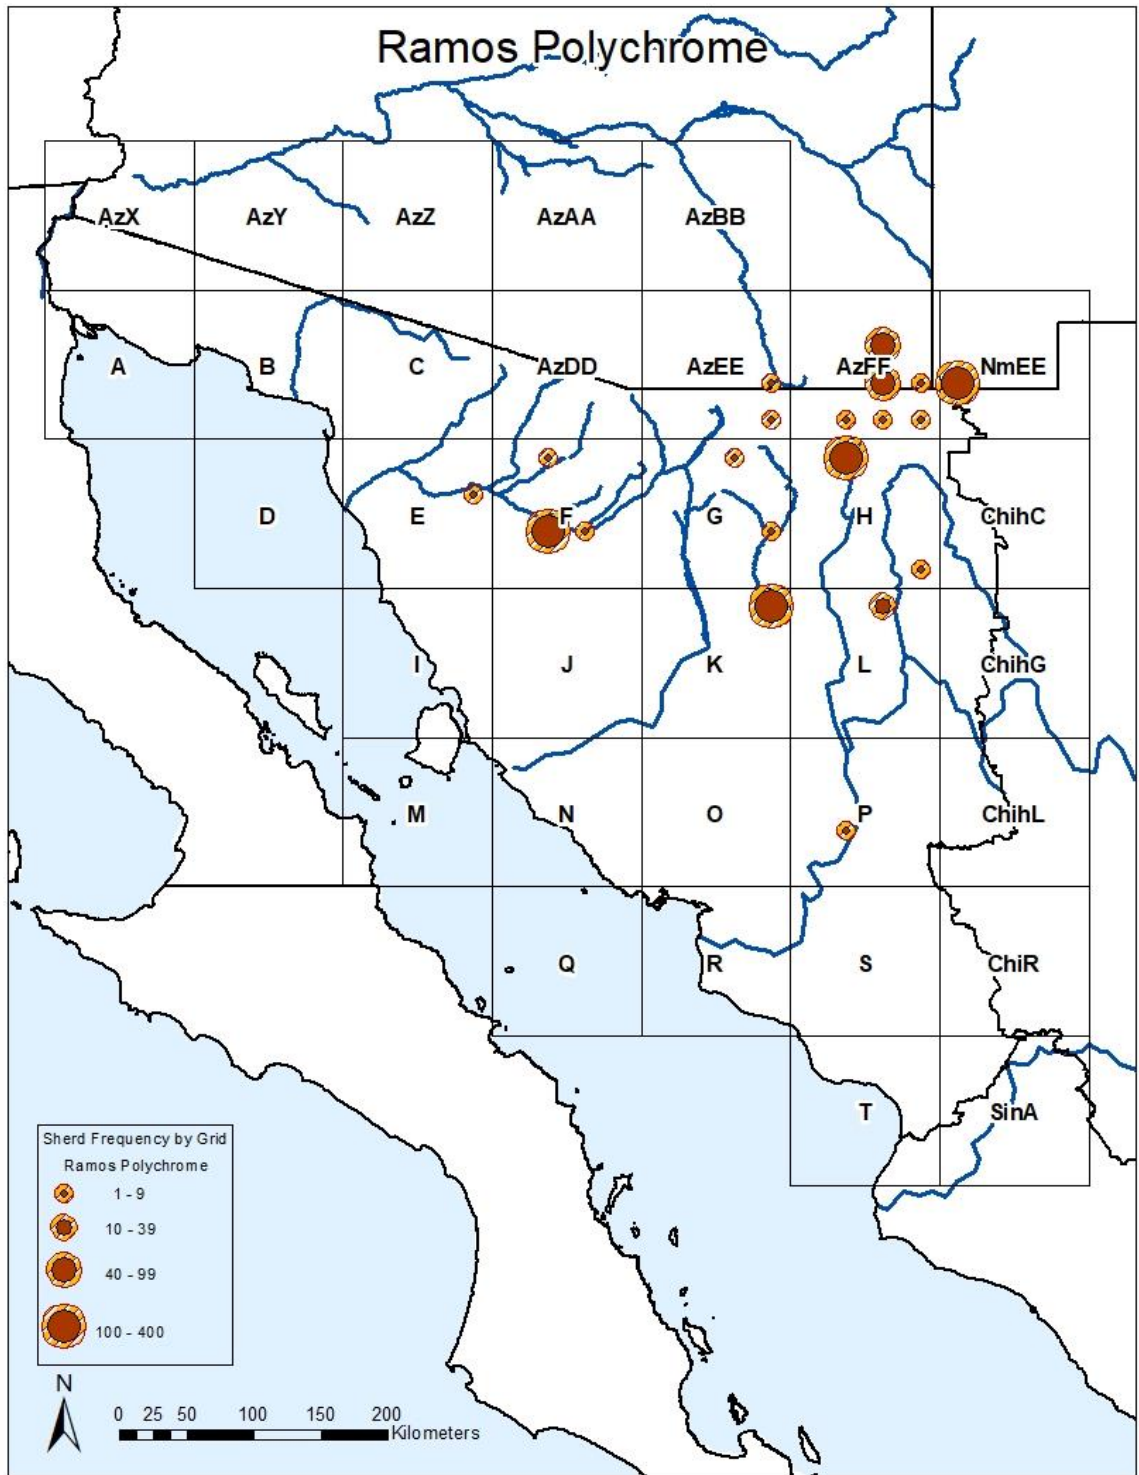 Ramos Polychrome
AzX AzY AzZ AzAA AzBB
A B C AzDD AzEE AzFF NmEE
D E F G H ChihC
I J K L ChihG
M N O P ChihL
Q R S ChiR
T SinA
Sherd Frequency by Grid
Ramos Polychrome
1 - 9
10 - 39
40 - 99
100 - 400
N
0 25 50 100 150 200
Kilometers